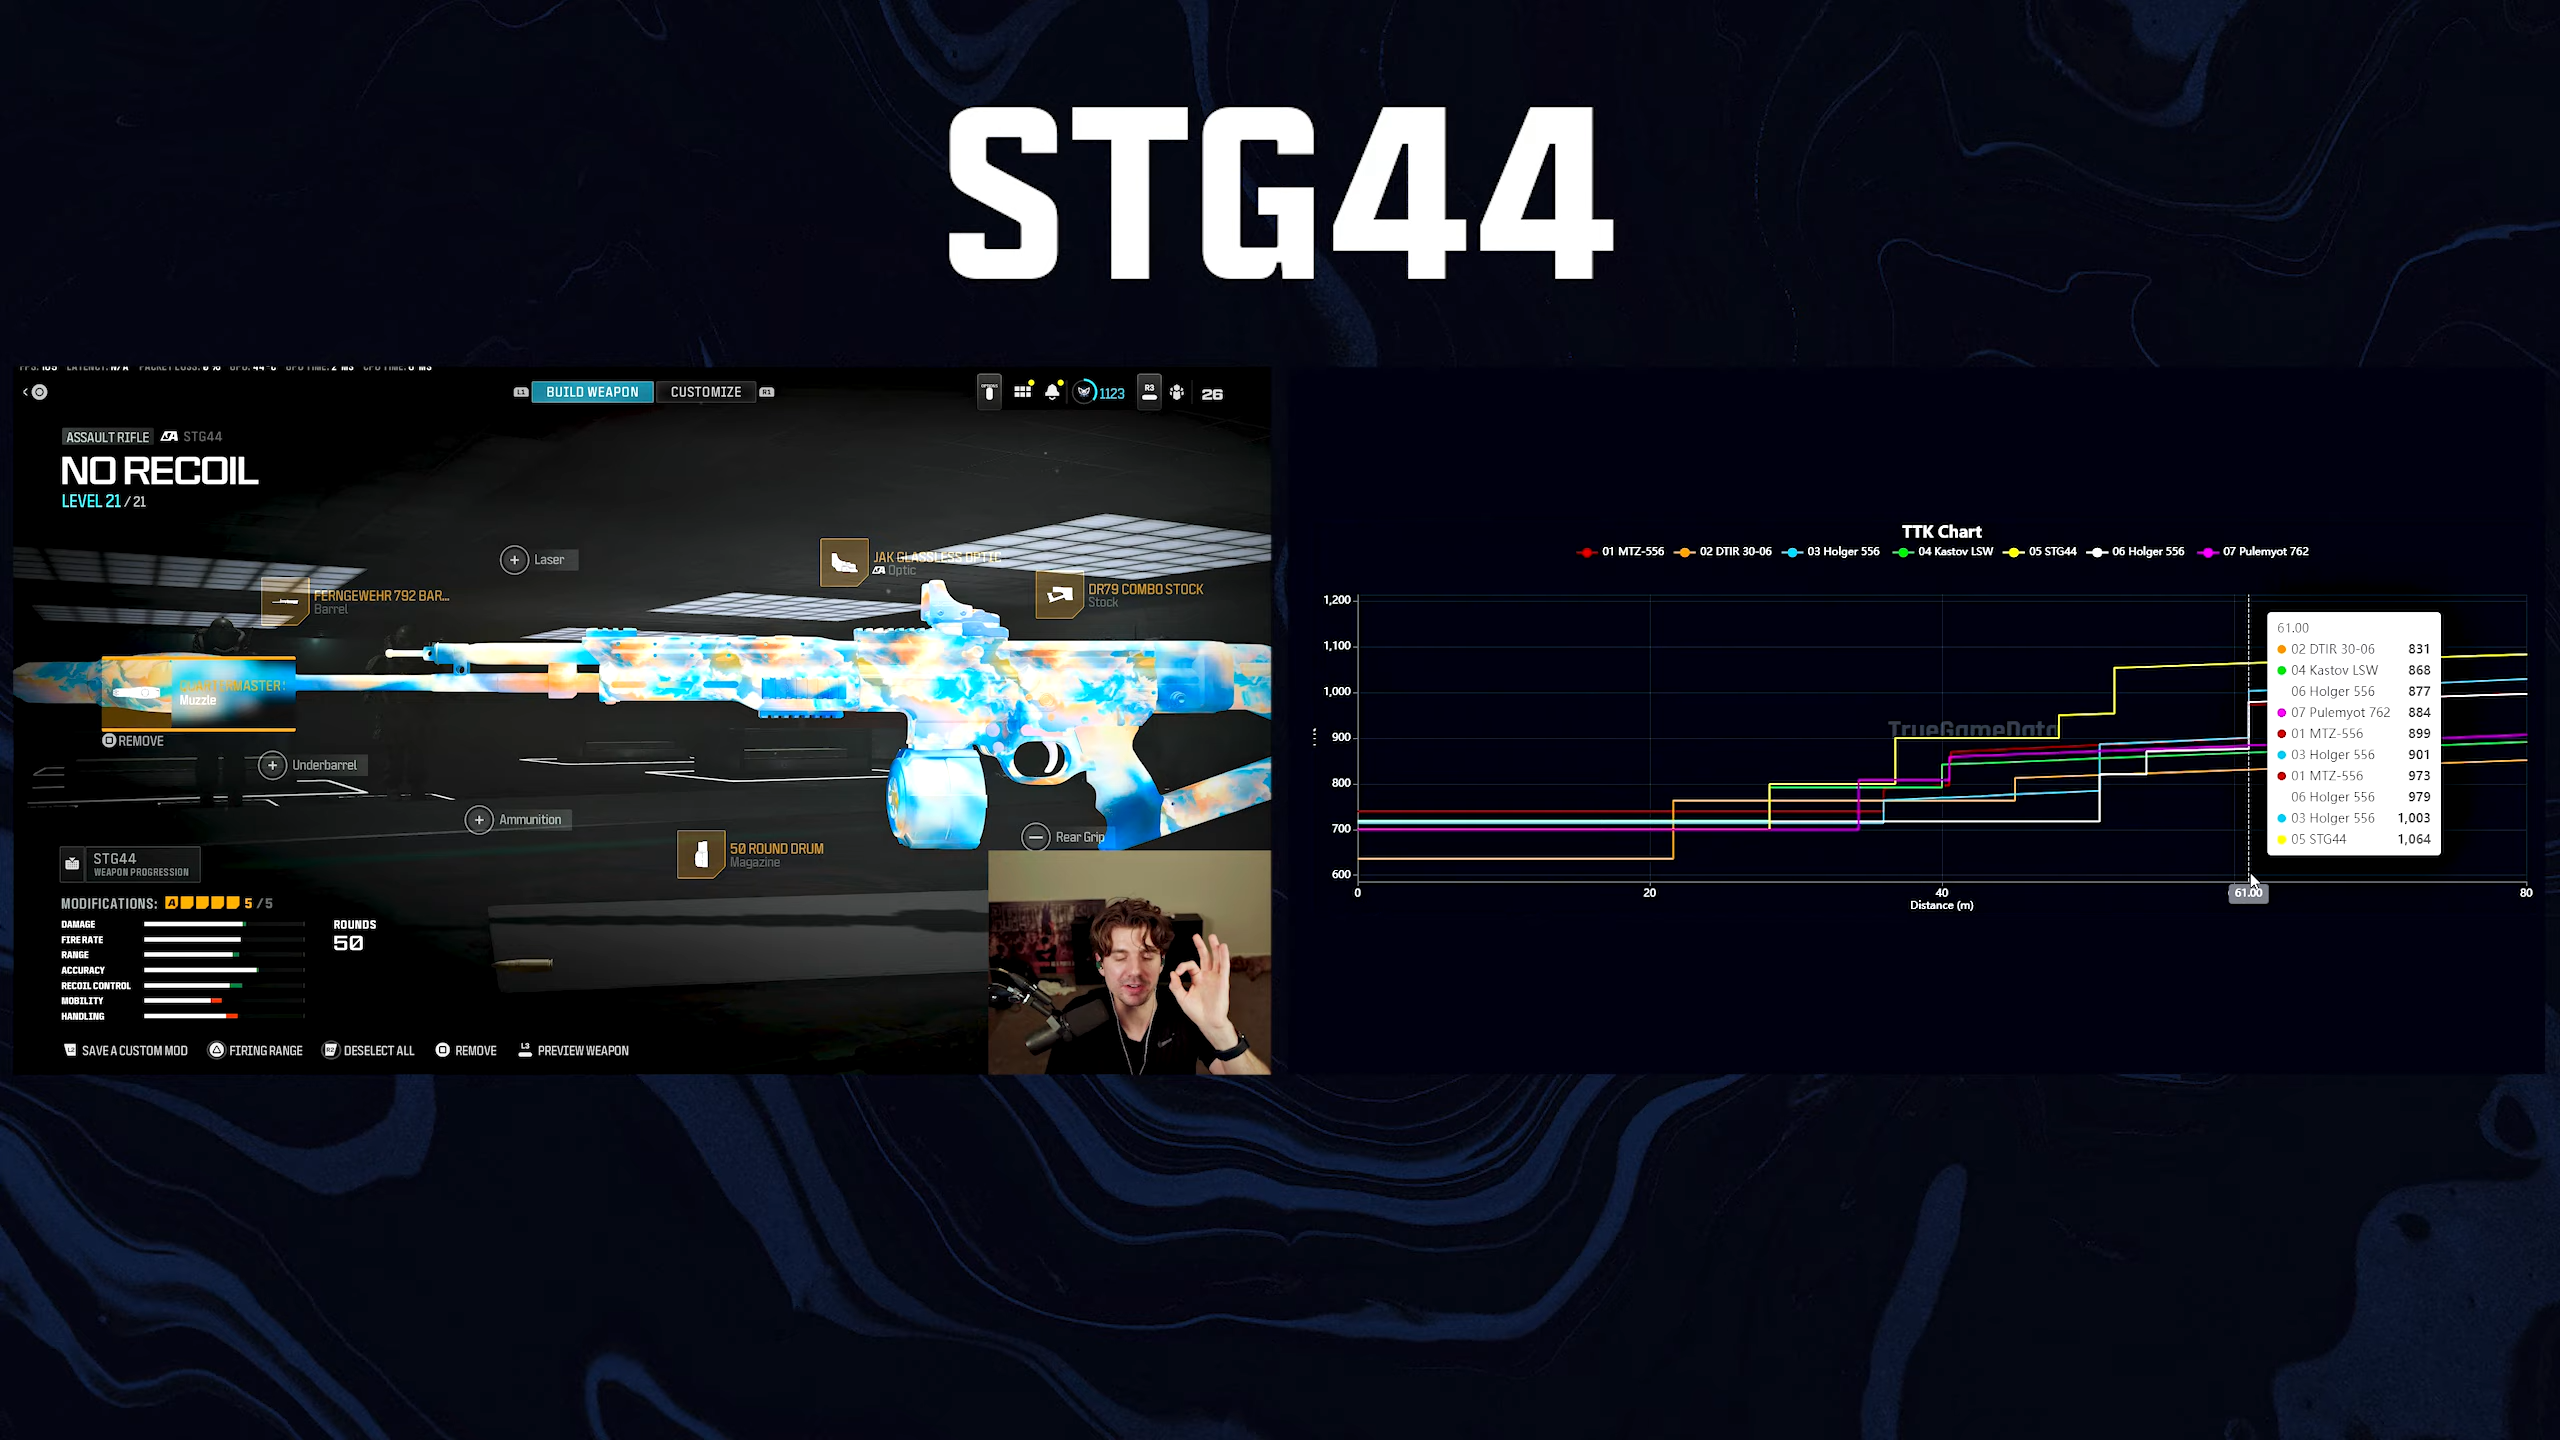 STG44
BUILD WEAPON
CUSTOMIZE
1123
R3
26
ASSAULT RIFLE STG44
NO RECOIL
LEVEL 21 / 21
Laser
JAK GLASSLESS OPTIC
Optic
DR79 COMBO STOCK
Stock
FERNGEWEHR 792 BAR...
Barrel
Muzzle
REMOVE
Underbarrel
Ammunition
Rear Grip
50 ROUND DRUM
Magazine
STG44
WEAPON PROGRESSION
MODIFICATIONS: 5 / 5
DAMAGE
FIRE RATE
RANGE
ACCURACY
RECOIL CONTROL
MOBILITY
HANDLING
ROUNDS
50
SAVE A CUSTOM MOD
FIRING RANGE
DESELECT ALL
REMOVE
PREVIEW WEAPON
TTK Chart
01 MTZ-556 02 DTIR 30-06 03 Holger 556 04 Kastov LSW 05 STG44 06 Holger 556 07 Pulemyot 762
1,200
1,100
1,000
900
800
700
600
TrueGameData
0 20 40 61.00 80
Distance (m)
61.00
02 DTIR 30-06 831
04 Kastov LSW 868
06 Holger 556 877
07 Pulemyot 762 884
01 MTZ-556 899
03 Holger 556 901
01 MTZ-556 973
06 Holger 556 979
03 Holger 556 1,003
05 STG44 1,064